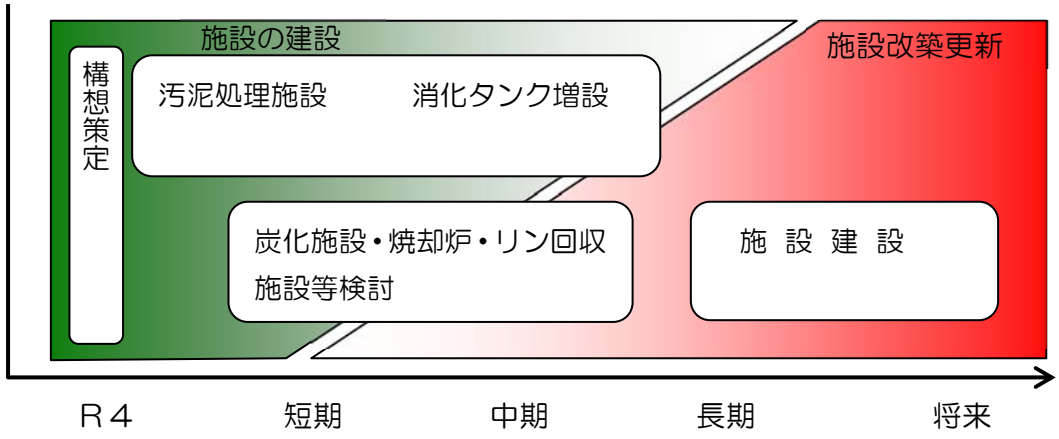 施設の建設
施設改築更新
構想策定
汚泥処理施設 消化タンク増設
炭化施設・焼却炉・リン回収
施設等検討
施設建設
R4 短期 中期 長期 将来